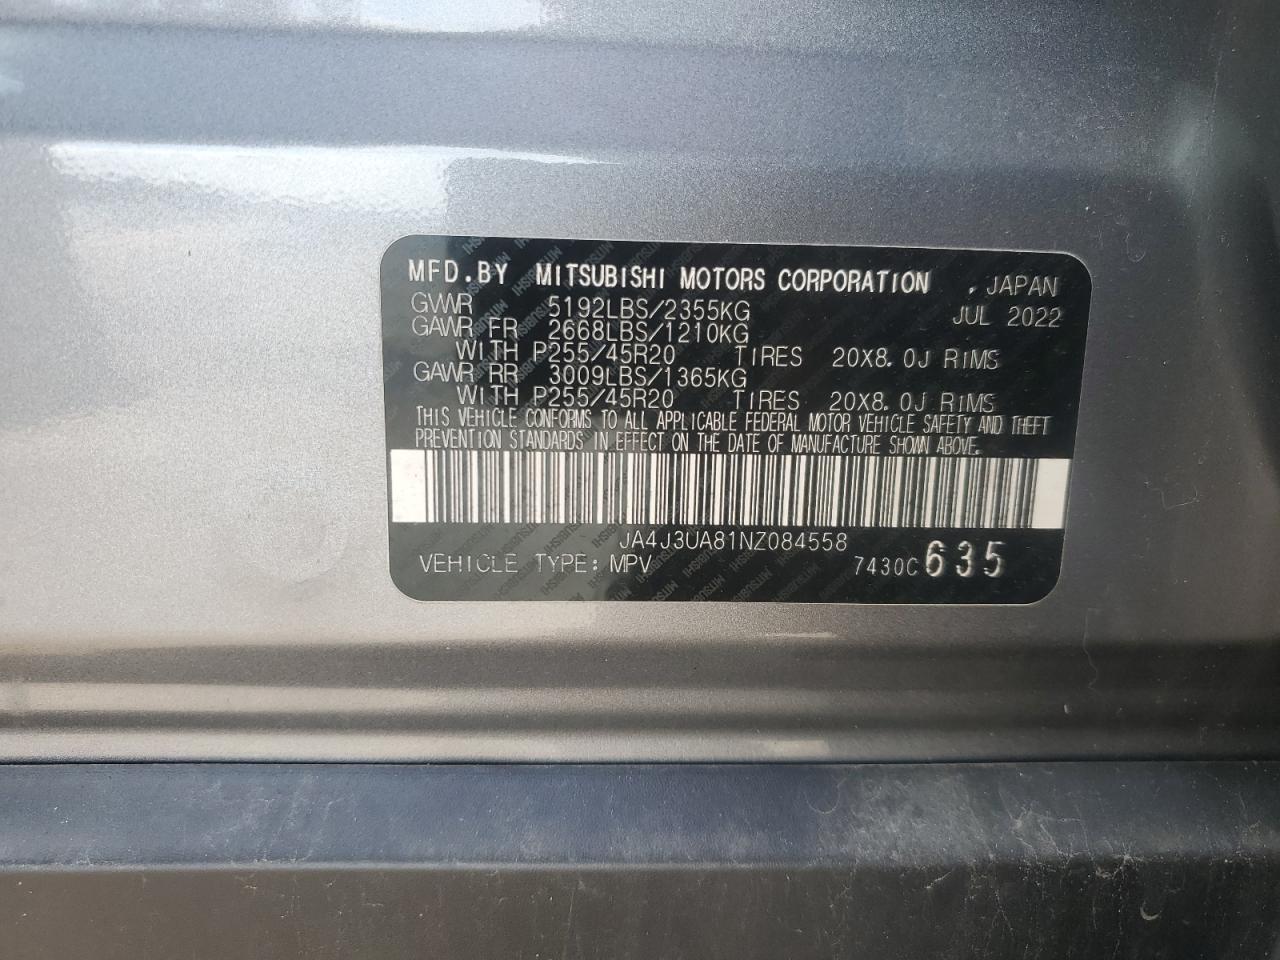 MFD.BY MITSUBISHI MOTORS CORPORATION , JAPAN
GVWR 5192LBS/2355KG JUL 2022
GAWR FR 2668LBS/1210KG
WITH P255/45R20 TIRES 20X8.0J RIMS
GAWR RR 3009LBS/1365KG
WITH P255/45R20 TIRES 20X8.0J RIMS
THIS VEHICLE CONFORMS TO ALL APPLICABLE FEDERAL MOTOR VEHICLE SAFETY AND THEFT
PREVENTION STANDARDS IN EFFECT ON THE DATE OF MANUFACTURE SHOWN ABOVE.
JA4J3UA81NZ084558
VEHICLE TYPE: MPV 7430C 635